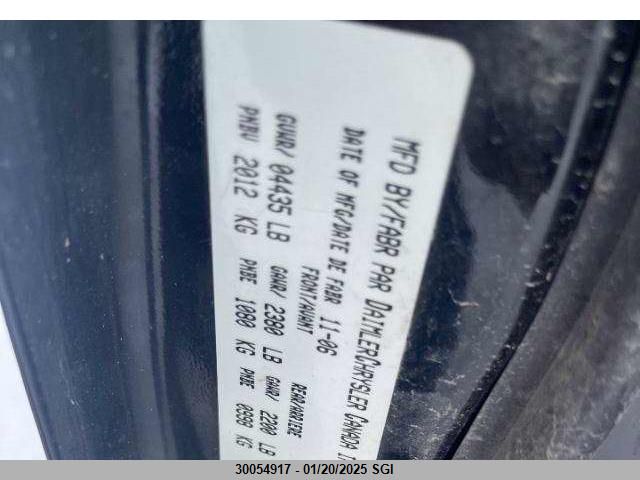 MFD BY/FABR PAR DAIMLERCHRYSLER CANADA
DATE OF MFG/DATE DE FABR 11-06
FRONT/AVANT REAR/ARRIERE
GVWR/ 04435 LB GAWR/ 2380 LB GAWR/ 2200 LB
PNBV 2012 KG PNBE 1080 KG PNBE 0998 KG
30054917 - 01/20/2025 SGI